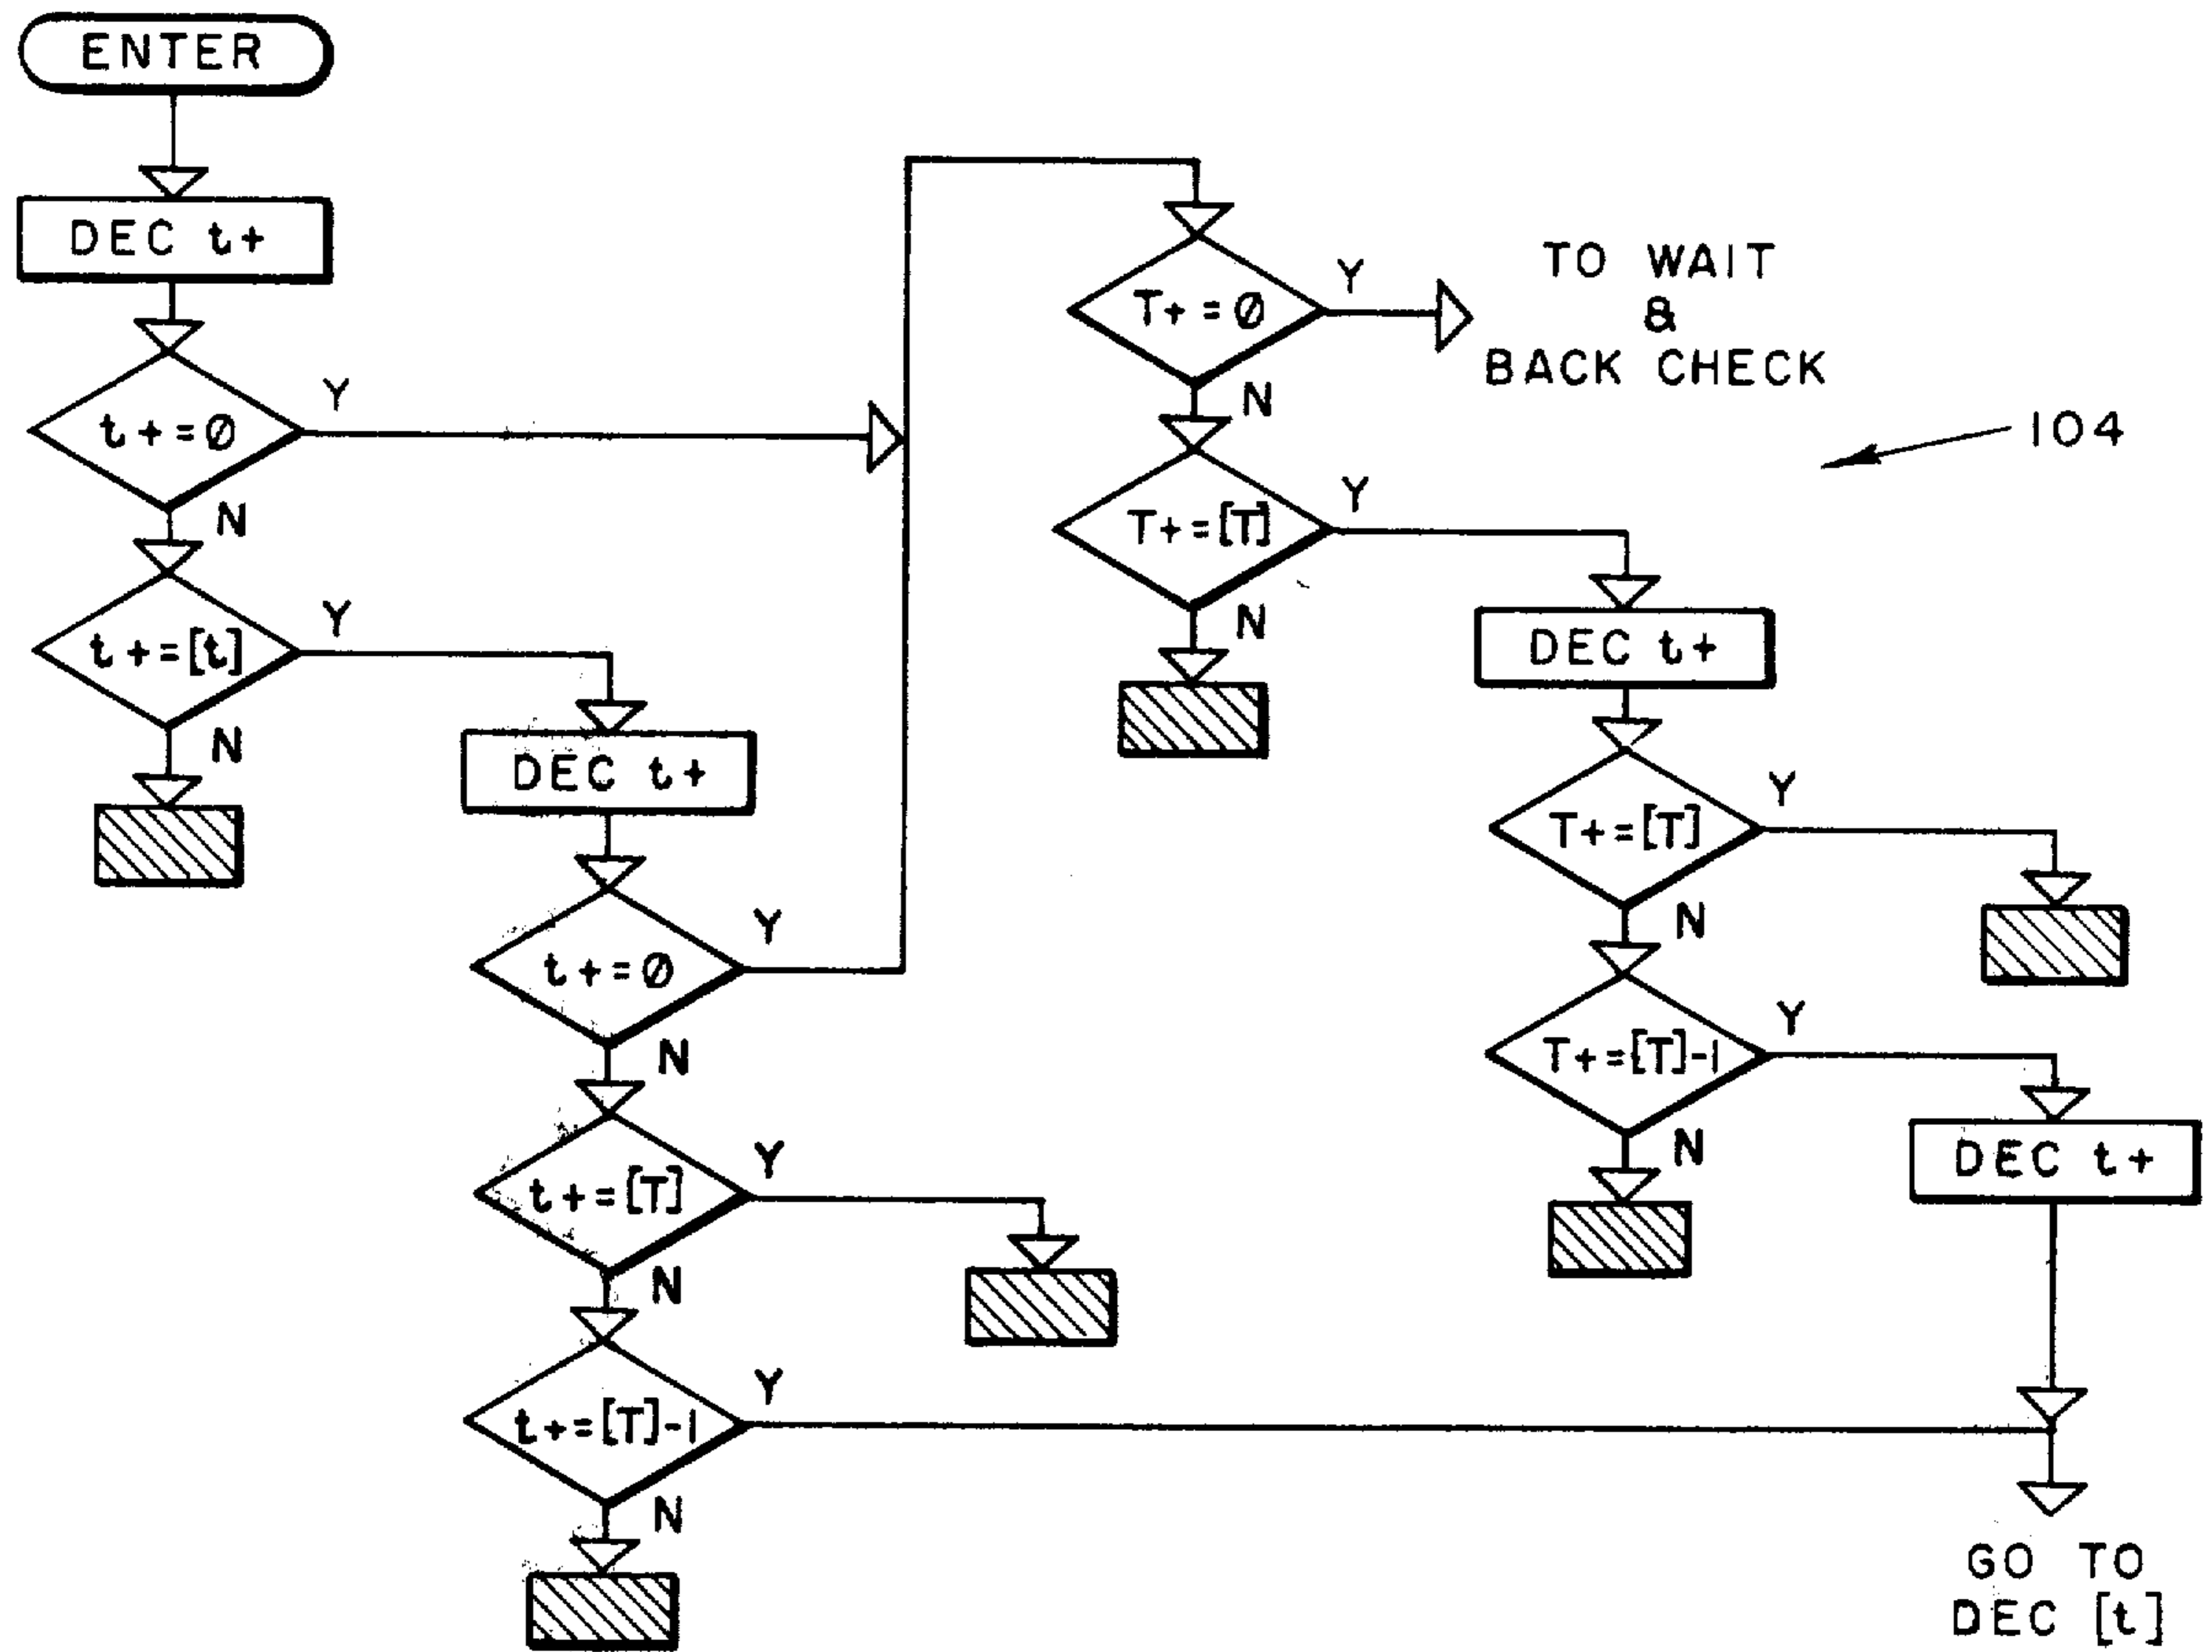 ENTER
DEC t+
t+=Ø
Y
N
t+=[t]
Y
N
DEC t+
t+=Ø
Y
N
t+=[T]
Y
N
t+=[T]-1
Y
N
T+=Ø
Y
N
TO WAIT
&
BACK CHECK
104
T+=[T]
Y
N
DEC t+
T+=[T]
Y
N
T+=[T]-1
Y
N
DEC t+
GO TO
DEC [t]